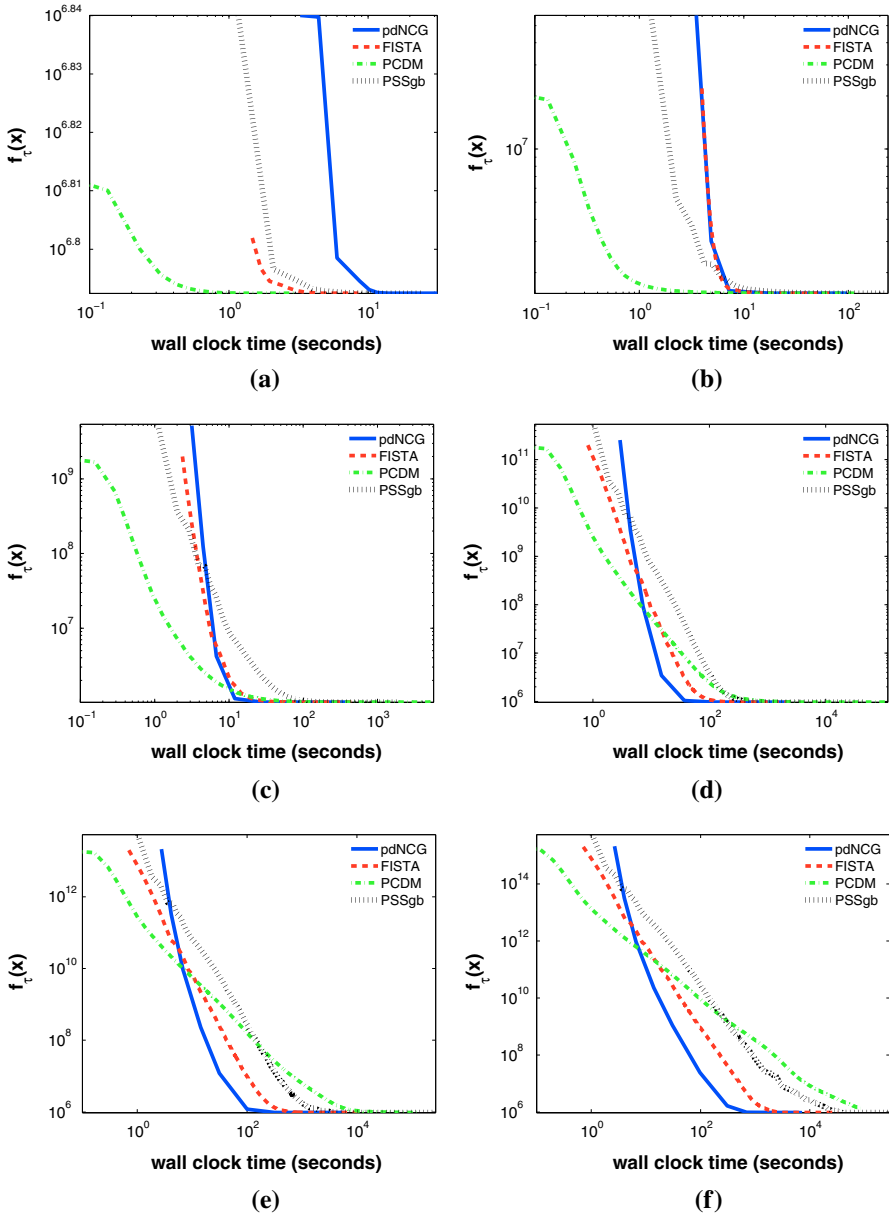 10^6.84
10^6.83
10^6.82
10^6.81
10^6.8
f_τ(x)
pdNCG
FISTA
PCDM
PSSgb
10^−1
10^0
10^1
wall clock time (seconds)
(a)
10^7
f_τ(x)
pdNCG
FISTA
PCDM
PSSgb
10^−1
10^0
10^1
10^2
wall clock time (seconds)
(b)
10^9
10^8
10^7
f_τ(x)
pdNCG
FISTA
PCDM
PSSgb
10^−1
10^0
10^1
10^2
10^3
wall clock time (seconds)
(c)
10^11
10^10
10^9
10^8
10^7
10^6
f_τ(x)
pdNCG
FISTA
PCDM
PSSgb
10^0
10^2
10^4
wall clock time (seconds)
(d)
10^12
10^10
10^8
10^6
f_τ(x)
pdNCG
FISTA
PCDM
PSSgb
10^0
10^2
10^4
wall clock time (seconds)
(e)
10^14
10^12
10^10
10^8
10^6
f_τ(x)
pdNCG
FISTA
PCDM
PSSgb
10^0
10^2
10^4
wall clock time (seconds)
(f)